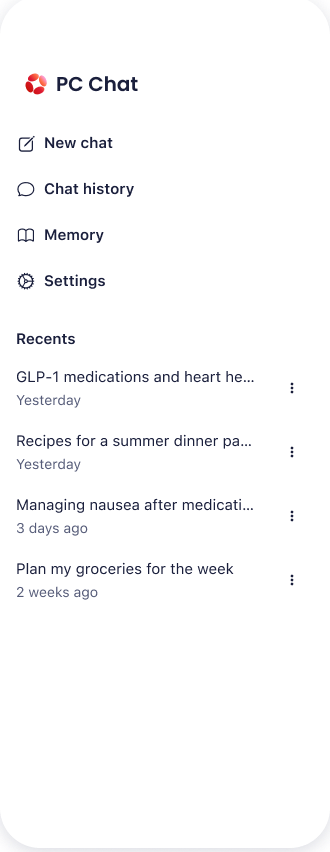 PC Chat
New chat
Chat history
Memory
Settings
Recents
GLP-1 medications and heart he...
Yesterday
Recipes for a summer dinner pa...
Yesterday
Managing nausea after medicati...
3 days ago
Plan my groceries for the week
2 weeks ago